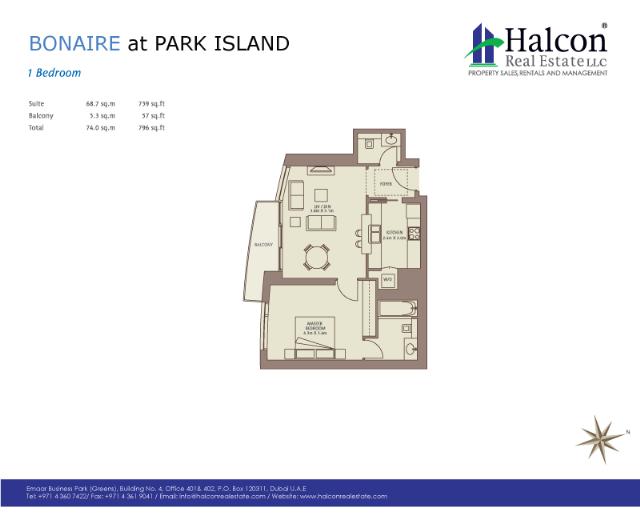 BONAIRE at PARK ISLAND
1 Bedroom
Halcon®
Real Estate LLC
PROPERTY SALES, RENTALS AND MANAGEMENT
Suite 68.7 sq.m 739 sq.ft
Balcony 5.3 sq.m 57 sq.ft
Total 74.0 sq.m 796 sq.ft
FOYER
LIV / DIN
KITCHEN
BALCONY
W/D
MASTER
BEDROOM
N
Emaar Business Park (Greens), Building No. 4, Office 401& 402, P.O. Box 120311, Dubai U.A.E
Tel: +971 4 360 7422/ Fax: +971 4 361 9041 / Email: info@halconrealestate.com / Website: www.halconrealestate.com